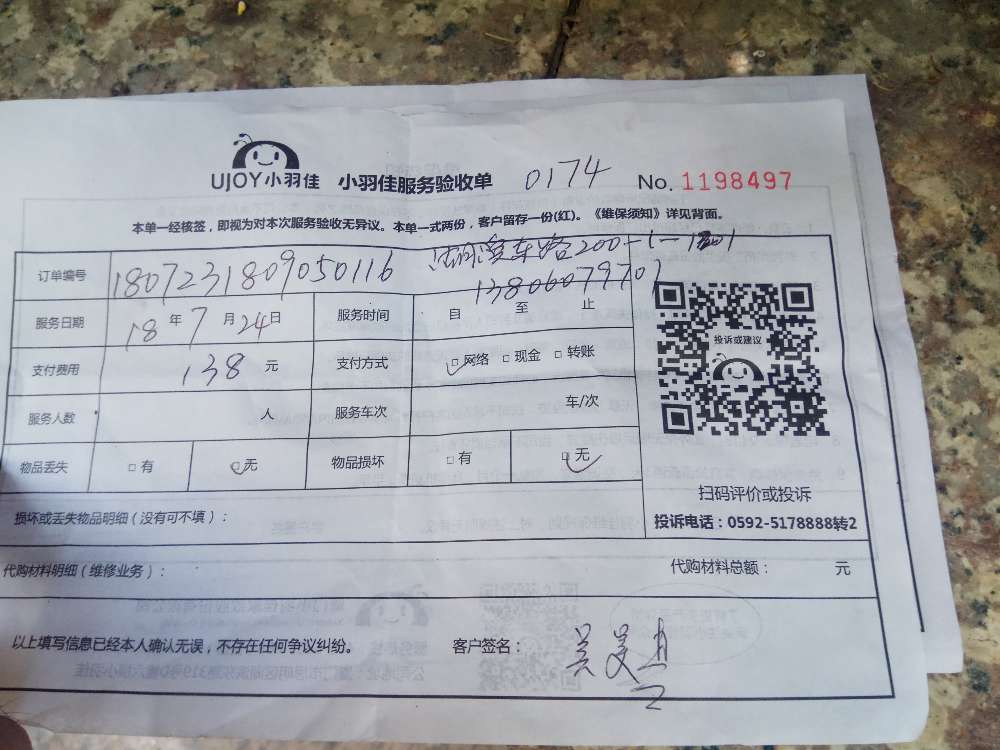 UJOY小羽佳 小羽佳服务验收单 0174 No. 1198497
本单一经核签，即视为对本次服务验收无异议。本单一式两份，客户留存一份(红)。《维保须知》详见背面。
200-1-
订单编号 1807231809050116 13806079701
服务日期 18年7月24日 服务时间 自 至 止
支付费用 138 元 支付方式 □网络 □现金 □转账
投诉或建议
服务人数 人 服务车次 车/次
物品丢失 □有 □无 物品损坏 □有 □无
扫码评价或投诉
损坏或丢失物品明细（没有可不填）： 投诉电话：0592-5178888转2
代购材料明细（维修业务）： 代购材料总额： 元
以上填写信息已经本人确认无误，不存在任何争议纠纷。 客户签名：